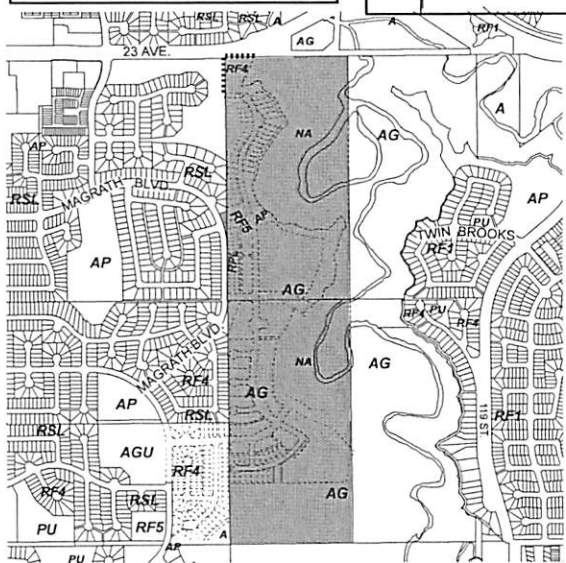 RSL RSL A A
23 AVE. AG RF1
RF4 A
NA AG
AP
RSL RSL AP
MAGRATH BLVD PU
AP TWIN BROOKS
RF5 RF1
AP
RPL
AG
RF4 PU RF4
MAGRATH BLVD NA AG
RF4 AG
AP RF1
RSL RSL 119 ST
AGU
RF4
RF4 RSL AG
PU RF5 A
AP
PU